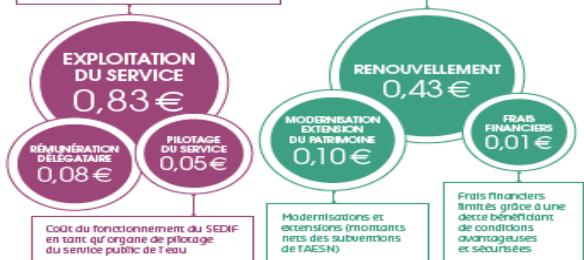 EXPLOITATION
DU SERVICE
0,83 €
RÉMUNÉRATION
DÉLÉGATAIRE
0,08 €
PILOTAGE
DU SERVICE
0,05 €
Coût du fonctionnement du SEDIF
en tant qu'organe de pilotage
du service public de l'eau
RENOUVELLEMENT
0,43 €
MODERNISATION
EXTENSION
DU PATRIMOINE
0,10 €
FRAIS
FINANCIERS
0,01 €
Modernisations et
extensions (montants
nets des subventions
de l'AESN)
Frais financiers
limités grâce à une
dette bénéficiant
de conditions
avantageuses
et sécurisées